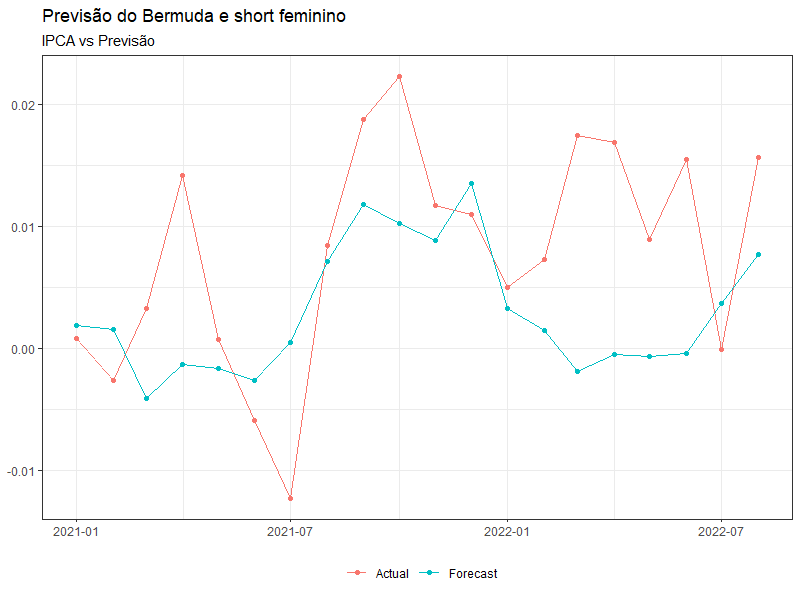 Previsão do Bermuda e short feminino
IPCA vs Previsão
0.02
0.01
0.00
-0.01
2021-01 2021-07 2022-01 2022-07
Actual Forecast